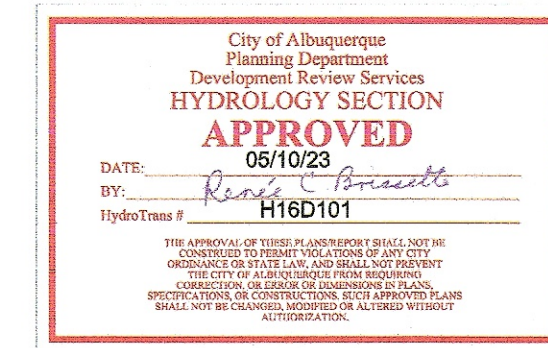 City of Albuquerque
Planning Department
Development Review Services
HYDROLOGY SECTION
APPROVED
DATE: 05/10/23
BY: Renée C Brissette
HydroTrans # H16D101
THE APPROVAL OF THESE PLANS/REPORT SHALL NOT BE
CONSTRUED TO PERMIT VIOLATIONS OF ANY CITY
ORDINANCE OR STATE LAW, AND SHALL NOT PREVENT
THE CITY OF ALBUQUERQUE FROM REQUIRING
CORRECTION, OR ERROR OR DIMENSIONS IN PLANS,
SPECIFICATIONS, OR CONSTRUCTIONS. SUCH APPROVED PLANS
SHALL NOT BE CHANGED, MODIFIED OR ALTERED WITHOUT
AUTHORIZATION.